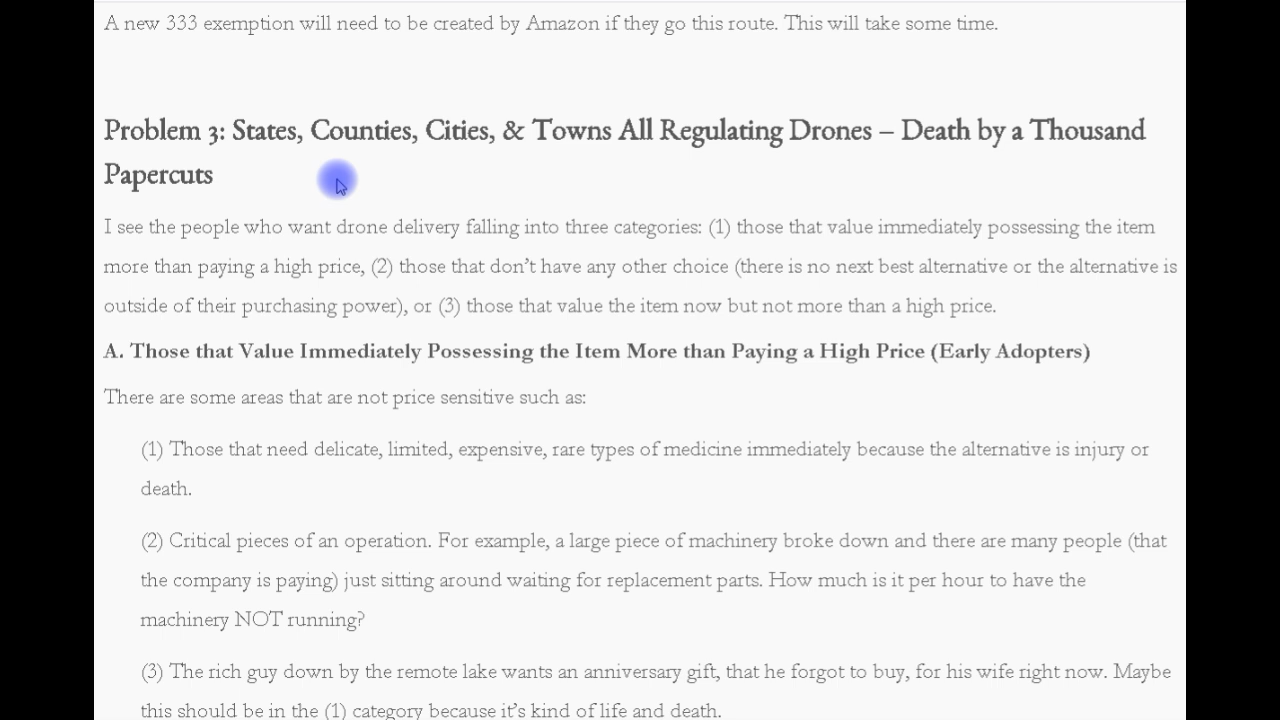 A new 333 exemption will need to be created by Amazon if they go this route. This will take some time.
Problem 3: States, Counties, Cities, & Towns All Regulating Drones – Death by a Thousand
Papercuts
I see the people who want drone delivery falling into three categories: (1) those that value immediately possessing the item
more than paying a high price, (2) those that don’t have any other choice (there is no next best alternative or the alternative is
outside of their purchasing power), or (3) those that value the item now but not more than a high price.
A. Those that Value Immediately Possessing the Item More than Paying a High Price (Early Adopters)
There are some areas that are not price sensitive such as:
(1) Those that need delicate, limited, expensive, rare types of medicine immediately because the alternative is injury or
death.
(2) Critical pieces of an operation. For example, a large piece of machinery broke down and there are many people (that
the company is paying) just sitting around waiting for replacement parts. How much is it per hour to have the
machinery NOT running?
(3) The rich guy down by the remote lake wants an anniversary gift, that he forgot to buy, for his wife right now. Maybe
this should be in the (1) category because it’s kind of life and death.